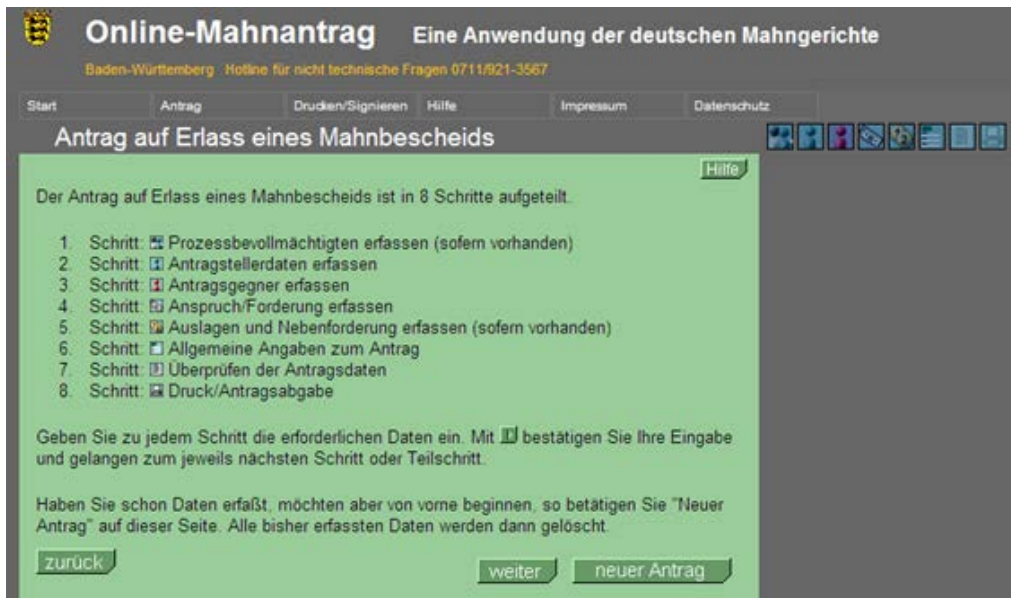 Online-Mahnantrag Eine Anwendung der deutschen Mahngerichte
Baden-Württemberg Hotline für nicht technische Fragen 0711/921-3567
Start Antrag Drucken/Signieren Hilfe Impressum Datenschutz
Antrag auf Erlass eines Mahnbescheids
Hilfe
Der Antrag auf Erlass eines Mahnbescheids ist in 8 Schritte aufgeteilt.
1. Schritt: Prozessbevollmächtigten erfassen (sofern vorhanden)
2. Schritt: Antragstellerdaten erfassen
3. Schritt: Antragsgegner erfassen
4. Schritt: Anspruch/Forderung erfassen
5. Schritt: Auslagen und Nebenforderung erfassen (sofern vorhanden)
6. Schritt: Allgemeine Angaben zum Antrag
7. Schritt: Überprüfen der Antragsdaten
8. Schritt: Druck/Antragsabgabe
Geben Sie zu jedem Schritt die erforderlichen Daten ein. Mit bestätigen Sie Ihre Eingabe
und gelangen zum jeweils nächsten Schritt oder Teilschritt.
Haben Sie schon Daten erfaßt, möchten aber von vorne beginnen, so betätigen Sie "Neuer
Antrag" auf dieser Seite. Alle bisher erfassten Daten werden dann gelöscht.
zurück weiter neuer Antrag